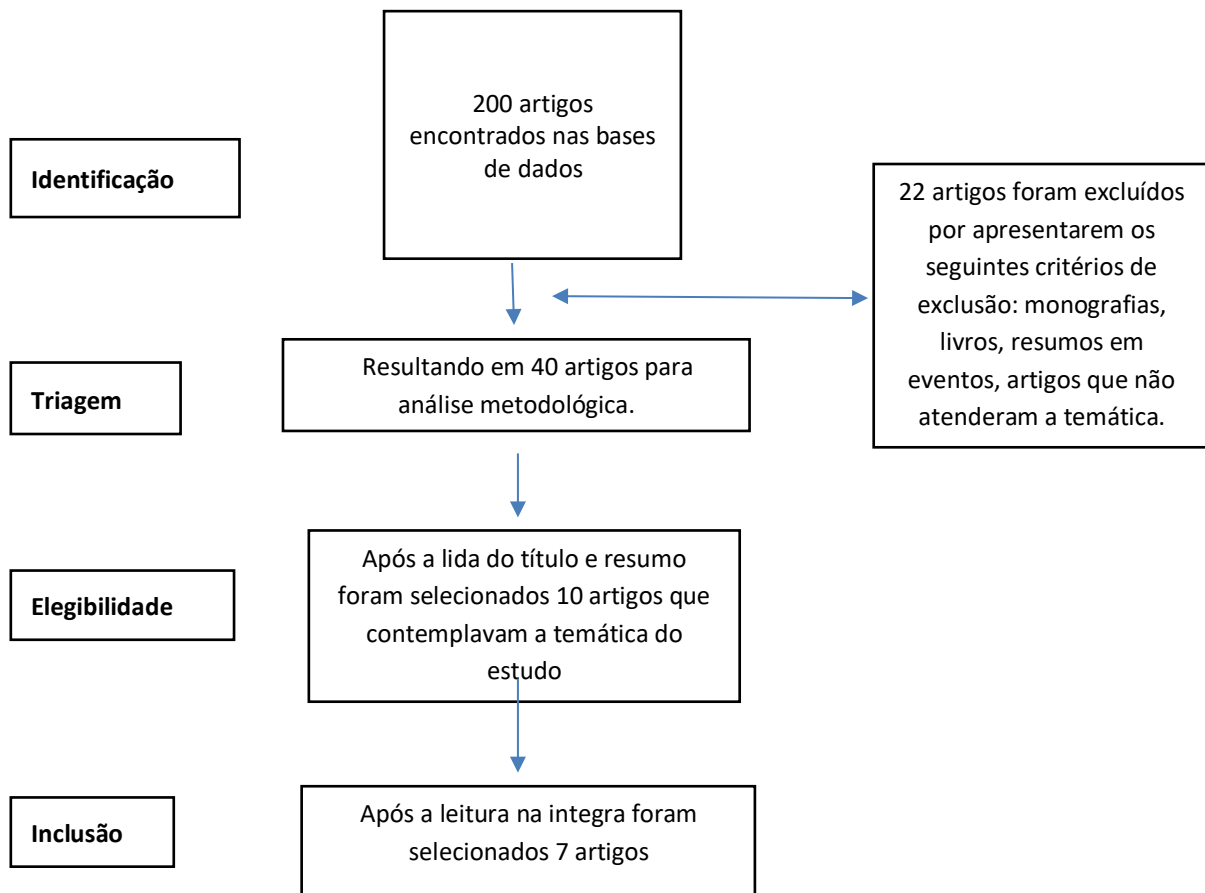 200 artigos
encontrados nas bases
de dados
Identificação
22 artigos foram excluídos
por apresentarem os
seguintes critérios de
exclusão: monografias,
livros, resumos em
eventos, artigos que não
atenderam a temática.
Triagem
Resultando em 40 artigos para
análise metodológica.
Elegibilidade
Após a lida do título e resumo
foram selecionados 10 artigos que
contemplavam a temática do
estudo
Inclusão
Após a leitura na integra foram
selecionados 7 artigos